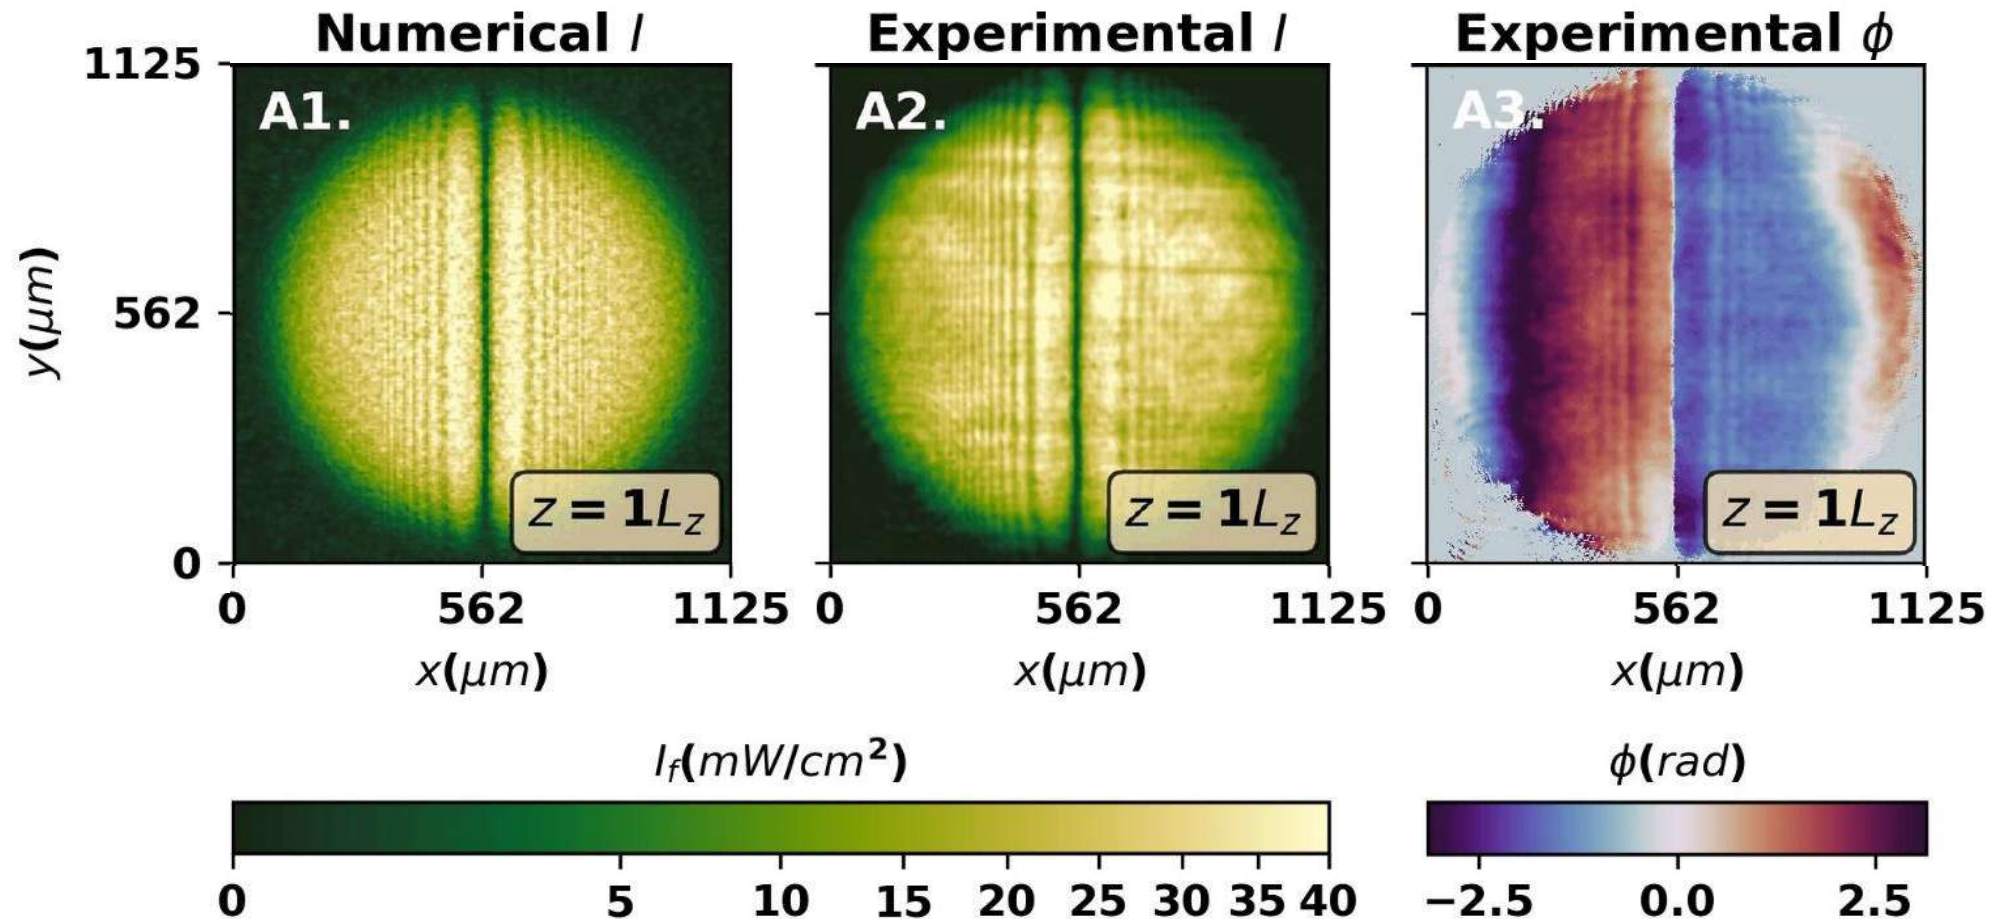 Numerical I
Experimental I
Experimental ϕ
1125
562
0
y(μm)
A1.
z = 1L_z
A2.
z = 1L_z
A3.
z = 1L_z
0 562 1125
0 562 1125
0 562 1125
x(μm)
x(μm)
x(μm)
I_f(mW/cm²)
0 5 10 15 20 25 30 35 40
ϕ(rad)
−2.5 0.0 2.5